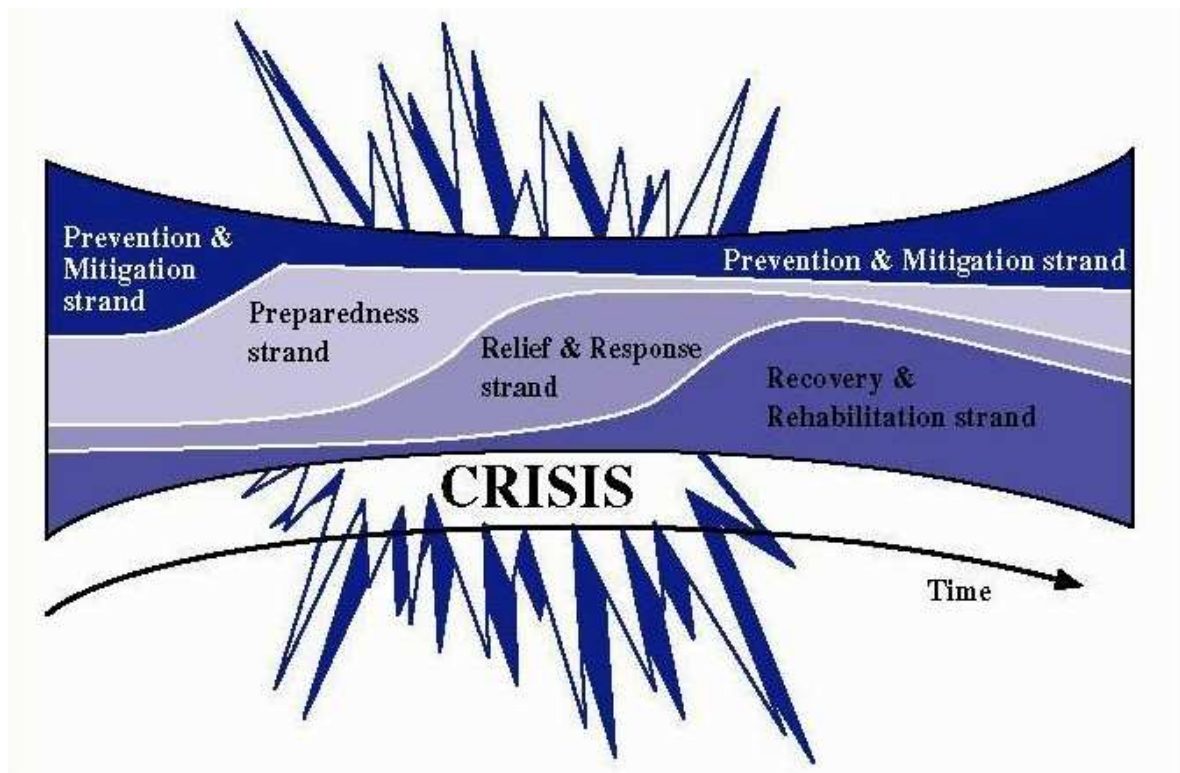 Prevention &
Mitigation
strand
Prevention & Mitigation strand
Preparedness
strand
Relief & Response
strand
Recovery &
Rehabilitation strand
CRISIS
Time